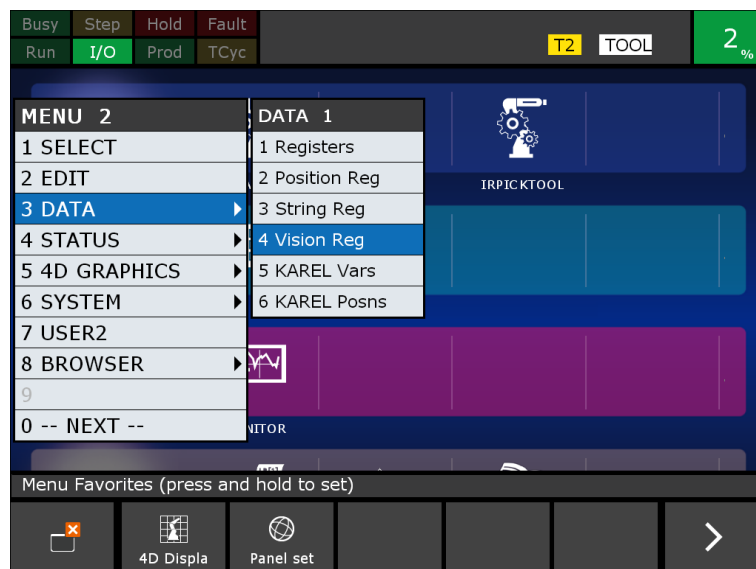 Busy Step Hold Fault
Run I/O Prod TCyc
T2 TOOL
2 %
MENU 2
1 SELECT
2 EDIT
3 DATA
4 STATUS
5 4D GRAPHICS
6 SYSTEM
7 USER2
8 BROWSER
9
0 -- NEXT --
DATA 1
1 Registers
2 Position Reg
3 String Reg
4 Vision Reg
5 KAREL Vars
6 KAREL Posns
IRPICKTOOL
NITOR
Menu Favorites (press and hold to set)
4D Displa
Panel set